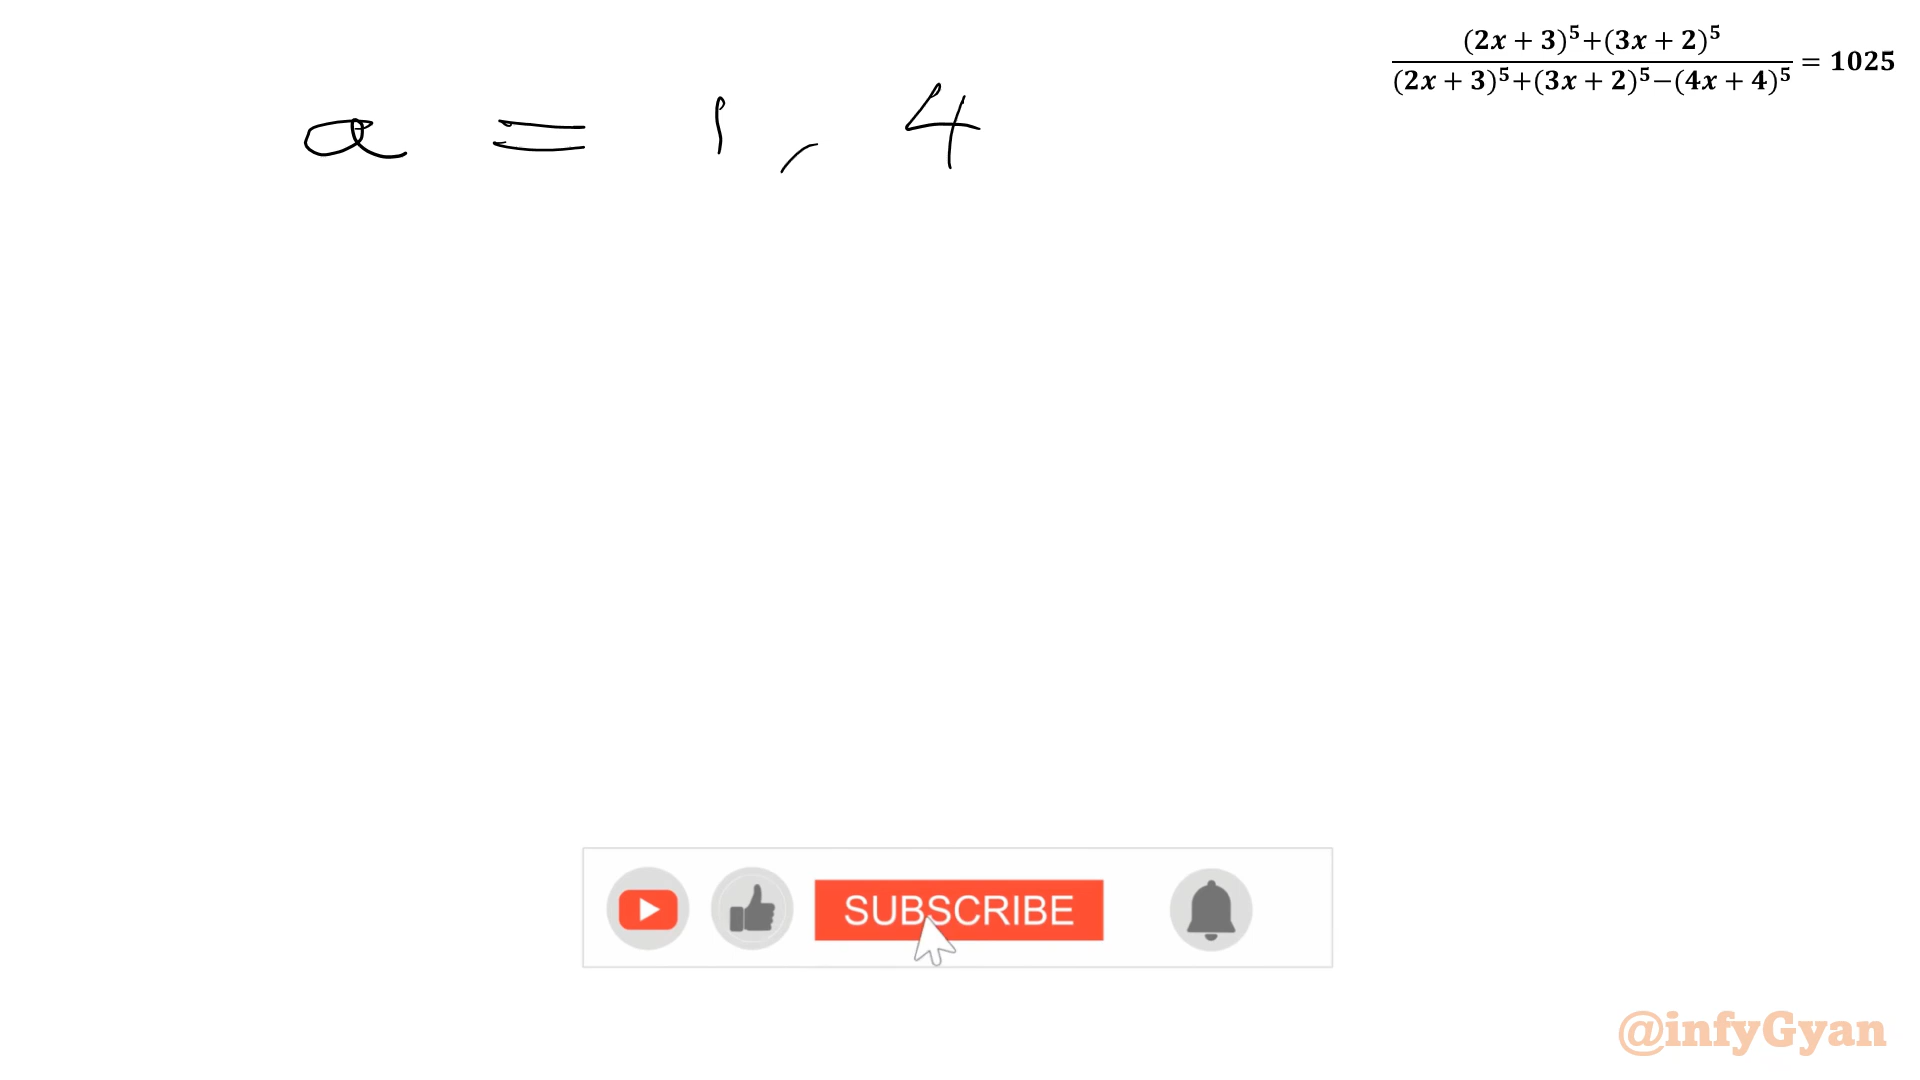 (2x + 3)⁵+(3x + 2)⁵
(2x + 3)⁵+(3x + 2)⁵−(4x + 4)⁵ = 1025
a = 1, 4
SUBSCRIBE
@infyGyan